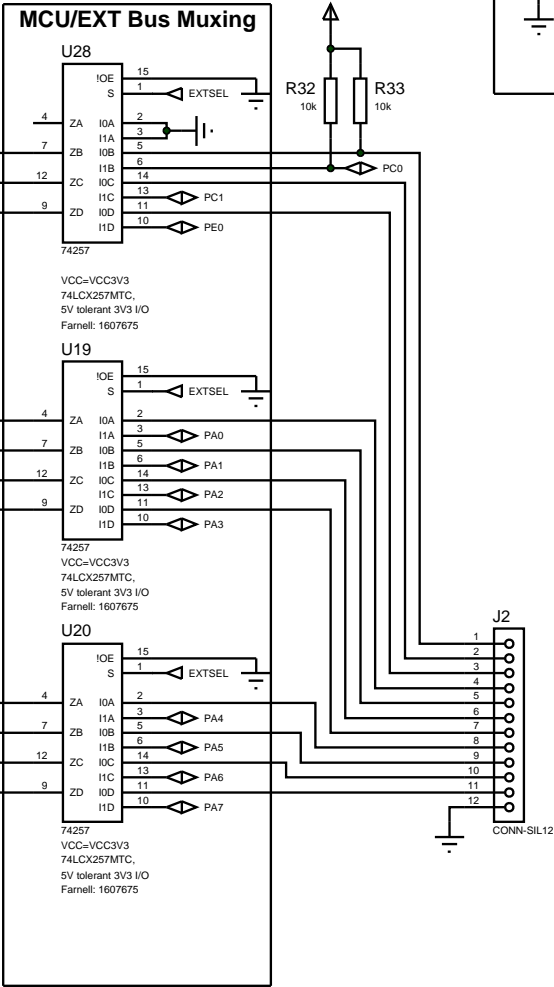 MCU/EXT Bus Muxing
U28
!OE 15
S 1 EXTSEL
4 ZA I0A 2
I1A 3
7 ZB I0B 5
I1B 6 PC0
12 ZC I0C 14
I1C 13 PC1
9 ZD I0D 11
I1D 10 PE0
74257
VCC=VCC3V3
74LCX257MTC,
5V tolerant 3V3 I/O
Farnell: 1607675
R32
10k
R33
10k
U19
!OE 15
S 1 EXTSEL
4 ZA I0A 2
I1A 3 PA0
7 ZB I0B 5
I1B 6 PA1
12 ZC I0C 14
I1C 13 PA2
9 ZD I0D 11
I1D 10 PA3
74257
VCC=VCC3V3
74LCX257MTC,
5V tolerant 3V3 I/O
Farnell: 1607675
U20
!OE 15
S 1 EXTSEL
4 ZA I0A 2
I1A 3 PA4
7 ZB I0B 5
I1B 6 PA5
12 ZC I0C 14
I1C 13 PA6
9 ZD I0D 11
I1D 10 PA7
74257
VCC=VCC3V3
74LCX257MTC,
5V tolerant 3V3 I/O
Farnell: 1607675
J2
1
2
3
4
5
6
7
8
9
10
11
12
CONN-SIL12